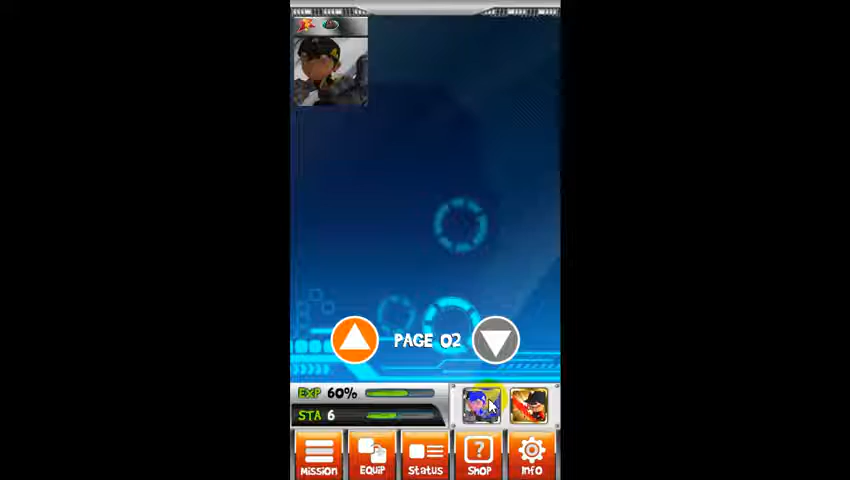 PAGE 02
EXP 60%
STA 6
Mission
Equip
Status
Shop
Info